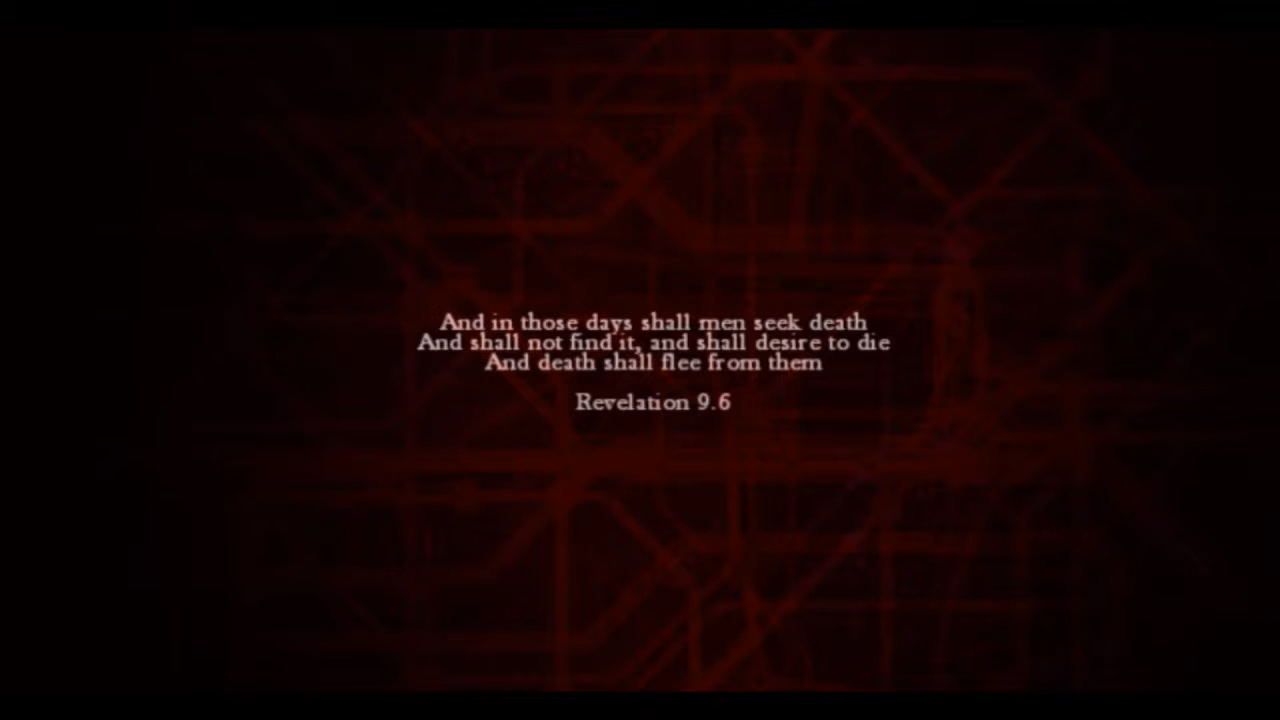 And in those days shall men seek death
And shall not find it, and shall desire to die
And death shall flee from them
Revelation 9.6